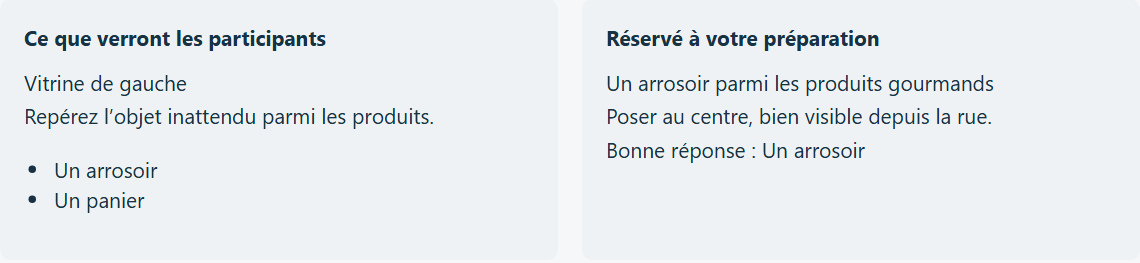 Ce que verront les participants
Vitrine de gauche
Repérez l’objet inattendu parmi les produits.
• Un arrosoir
• Un panier
Réservé à votre préparation
Un arrosoir parmi les produits gourmands
Poser au centre, bien visible depuis la rue.
Bonne réponse : Un arrosoir